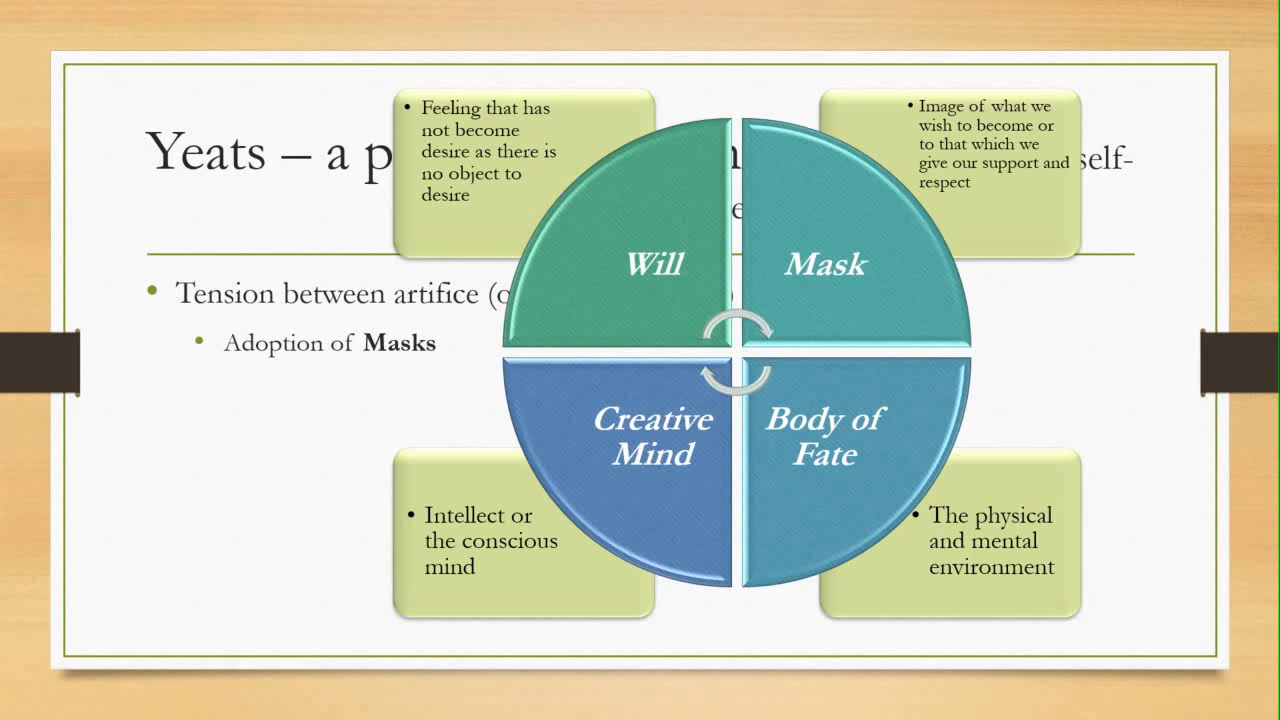 Yeats – a p
self-
Tension between artifice (o
• Adoption of Masks
• Feeling that has
not become
desire as there is
no object to
desire
• Image of what we
wish to become or
to that which we
give our support and
respect
Will
Mask
Creative
Mind
Body of
Fate
• Intellect or
the conscious
mind
• The physical
and mental
environment